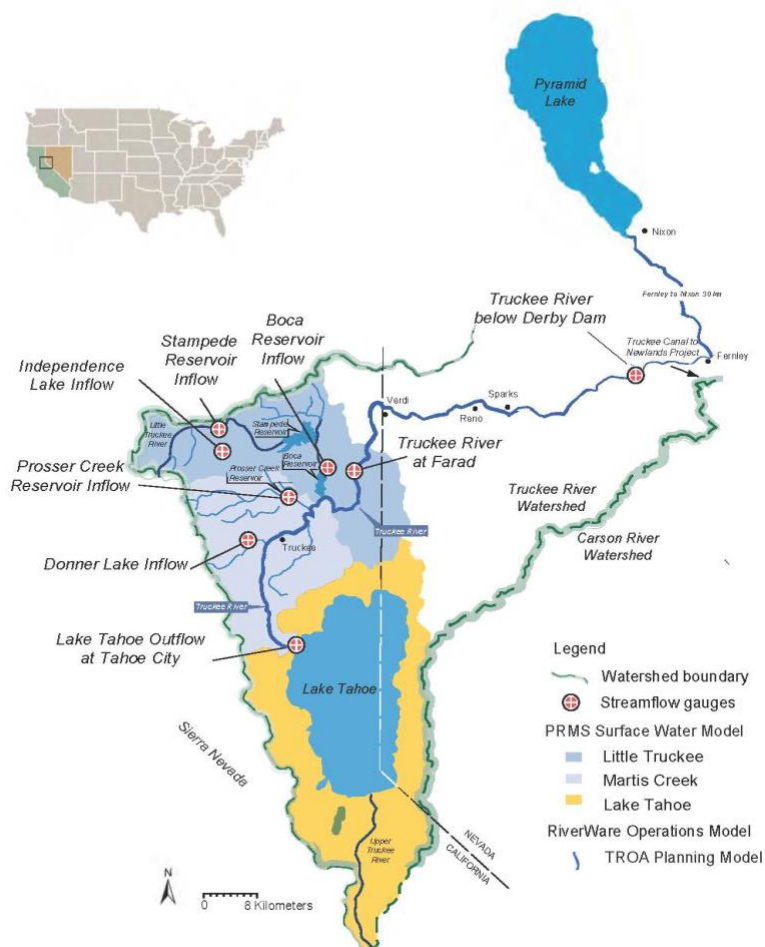 Pyramid
Lake
Nixon
Fernley to Nixon 30 km
Truckee River
below Derby Dam
Truckee Canal to
Newlands Project
Fernley
Boca
Reservoir
Inflow
Stampede
Reservoir
Inflow
Independence
Lake Inflow
Prosser Creek
Reservoir Inflow
Little
Truckee
River
Stampede
Reservoir
Boca
Reservoir
Prosser Creek
Reservoir
Verdi
Reno
Sparks
Truckee River
at Farad
Truckee River
Truckee
Donner Lake Inflow
Truckee River
Lake Tahoe Outflow
at Tahoe City
Lake Tahoe
Sierra Nevada
Upper
Truckee
River
Truckee River
Watershed
Carson River
Watershed
NEVADA
CALIFORNIA
N
0 8 Kilometers
Legend
Watershed boundary
Streamflow gauges
PRMS Surface Water Model
Little Truckee
Martis Creek
Lake Tahoe
RiverWare Operations Model
TROA Planning Model